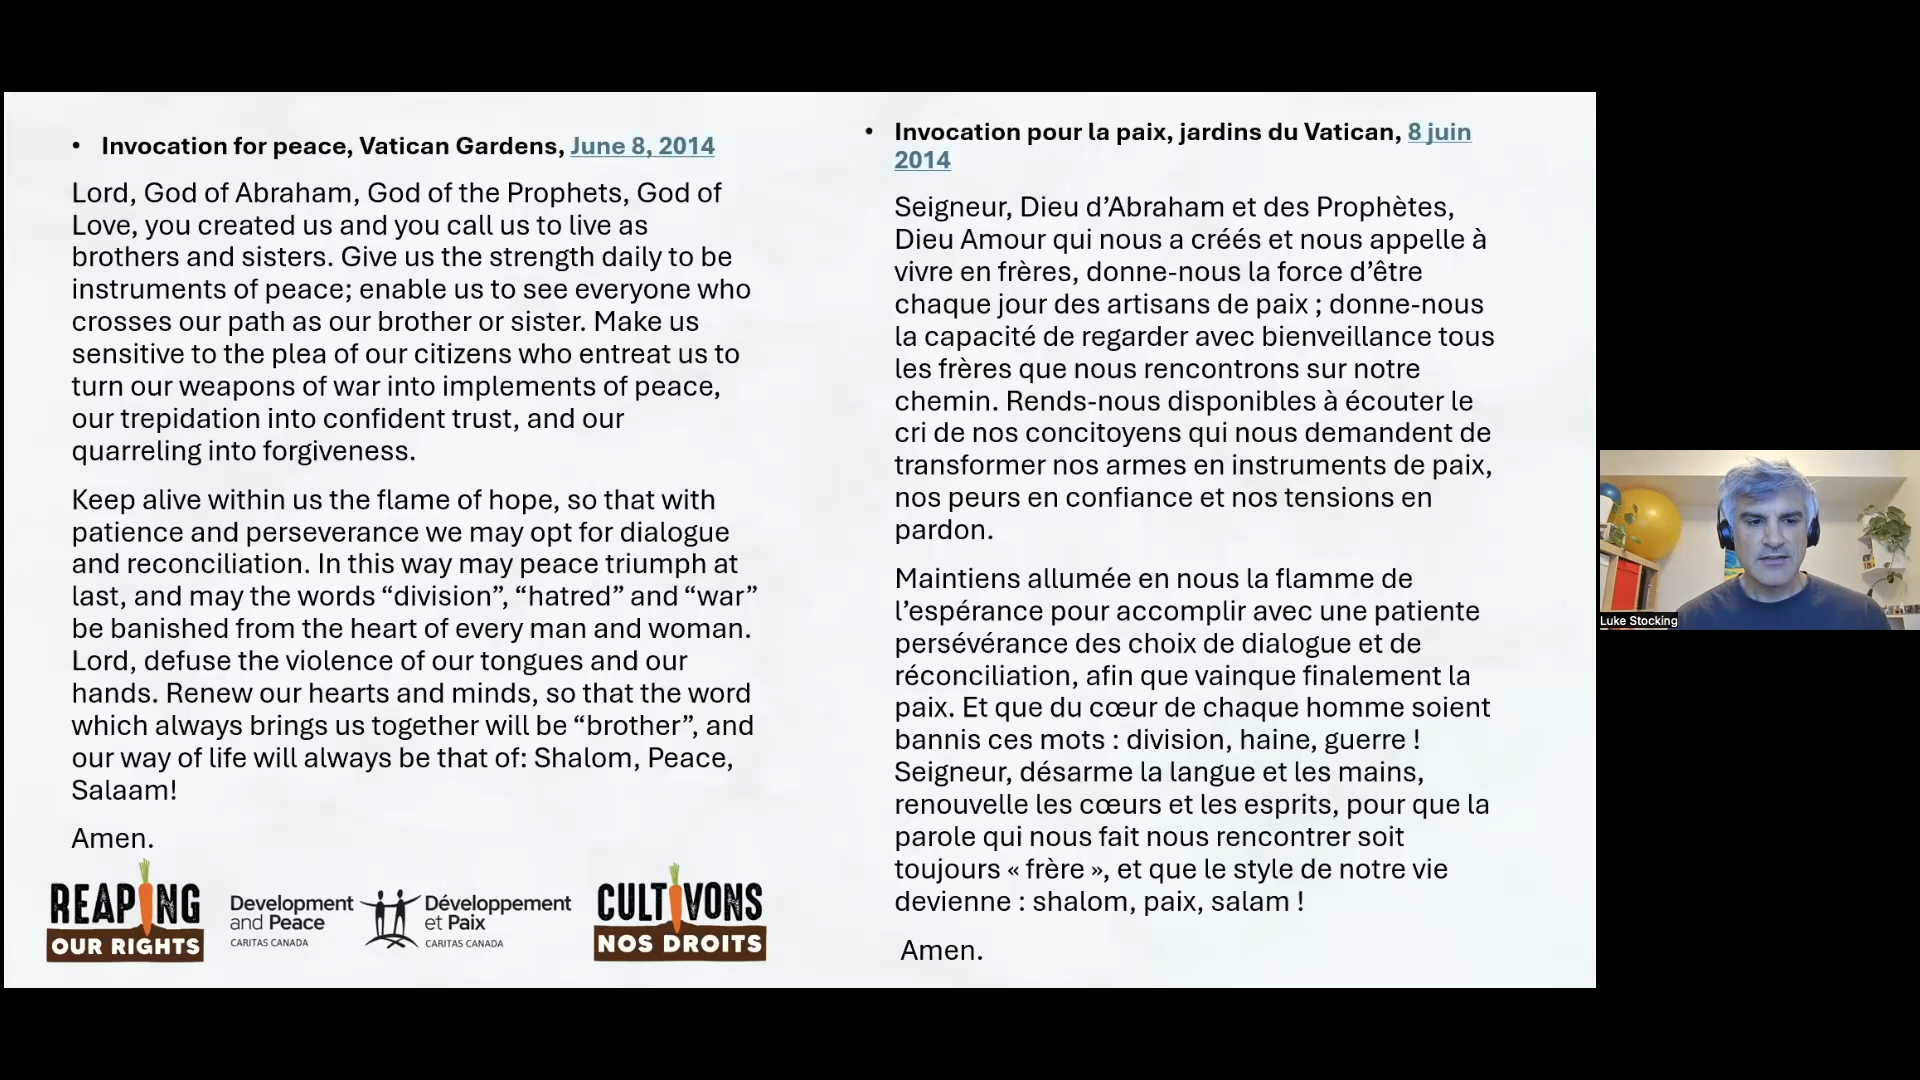 • Invocation for peace, Vatican Gardens, June 8, 2014
Lord, God of Abraham, God of the Prophets, God of
Love, you created us and you call us to live as
brothers and sisters. Give us the strength daily to be
instruments of peace; enable us to see everyone who
crosses our path as our brother or sister. Make us
sensitive to the plea of our citizens who entreat us to
turn our weapons of war into implements of peace,
our trepidation into confident trust, and our
quarreling into forgiveness.
Keep alive within us the flame of hope, so that with
patience and perseverance we may opt for dialogue
and reconciliation. In this way may peace triumph at
last, and may the words “division”, “hatred” and “war”
be banished from the heart of every man and woman.
Lord, defuse the violence of our tongues and our
hands. Renew our hearts and minds, so that the word
which always brings us together will be “brother”, and
our way of life will always be that of: Shalom, Peace,
Salaam!
Amen.
REAPING
OUR RIGHTS
Development
and Peace
CARITAS CANADA
Développement
et Paix
CARITAS CANADA
CULTIVONS
NOS DROITS
• Invocation pour la paix, jardins du Vatican, 8 juin
2014
Seigneur, Dieu d’Abraham et des Prophètes,
Dieu Amour qui nous a créés et nous appelle à
vivre en frères, donne-nous la force d’être
chaque jour des artisans de paix ; donne-nous
la capacité de regarder avec bienveillance tous
les frères que nous rencontrons sur notre
chemin. Rends-nous disponibles à écouter le
cri de nos concitoyens qui nous demandent de
transformer nos armes en instruments de paix,
nos peurs en confiance et nos tensions en
pardon.
Maintiens allumée en nous la flamme de
l’espérance pour accomplir avec une patiente
persévérance des choix de dialogue et de
réconciliation, afin que vainque finalement la
paix. Et que du cœur de chaque homme soient
bannis ces mots : division, haine, guerre !
Seigneur, désarme la langue et les mains,
renouvelle les cœurs et les esprits, pour que la
parole qui nous fait nous rencontrer soit
toujours « frère », et que le style de notre vie
devienne : shalom, paix, salam !
Amen.
Luke Stocking